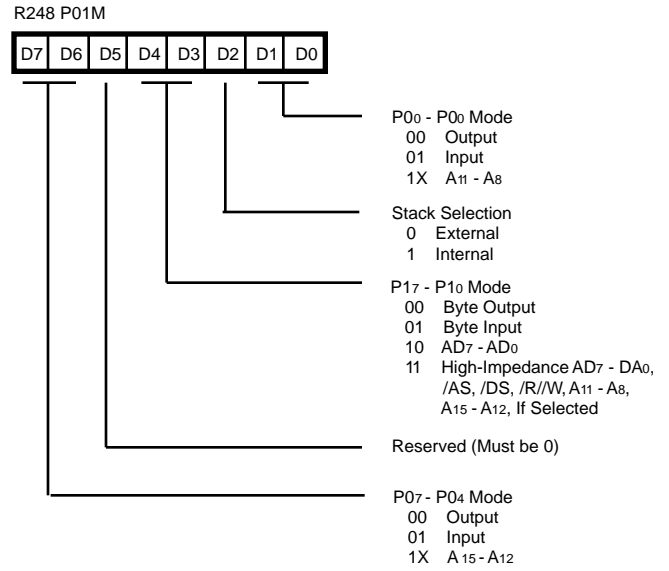 R248 P01M
D7 D6 D5 D4 D3 D2 D1 D0
P00 - P00 Mode
00 Output
01 Input
1X A11 - A8
Stack Selection
0 External
1 Internal
P17 - P10 Mode
00 Byte Output
01 Byte Input
10 AD7 - AD0
11 High-Impedance AD7 - DA0,
/AS, /DS, /R//W, A11 - A8,
A15 - A12, If Selected
Reserved (Must be 0)
P07 - P04 Mode
00 Output
01 Input
1X A15 - A12